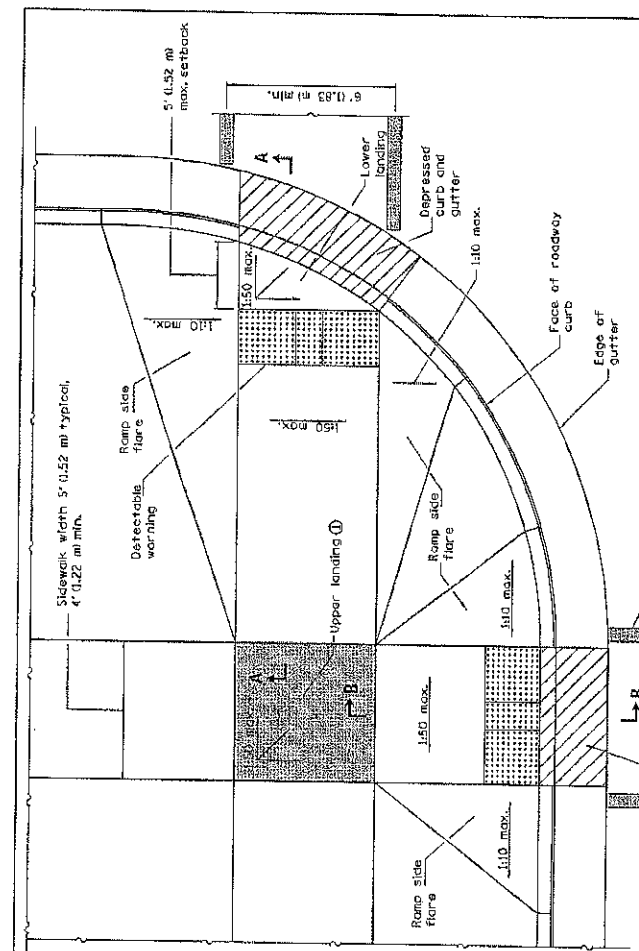 5' (1.52 m)
max. setback
6' (1.83 m) min.
A
Lower
landing
Depressed
curb and
gutter
1:10 max.
Face of roadway
curb
Edge of
gutter
1:50 max.
1:10 max.
Ramp side
flare
Detectable
warning
Sidewalk width 5' (1.52 m) typical,
4' (1.22 m) min.
1:50
max.
Ramp side
flare
1:10 max.
Upper landing ①
A
B
1:50 max.
1:50 max.
Ramp side
flare
1:10 max.
B